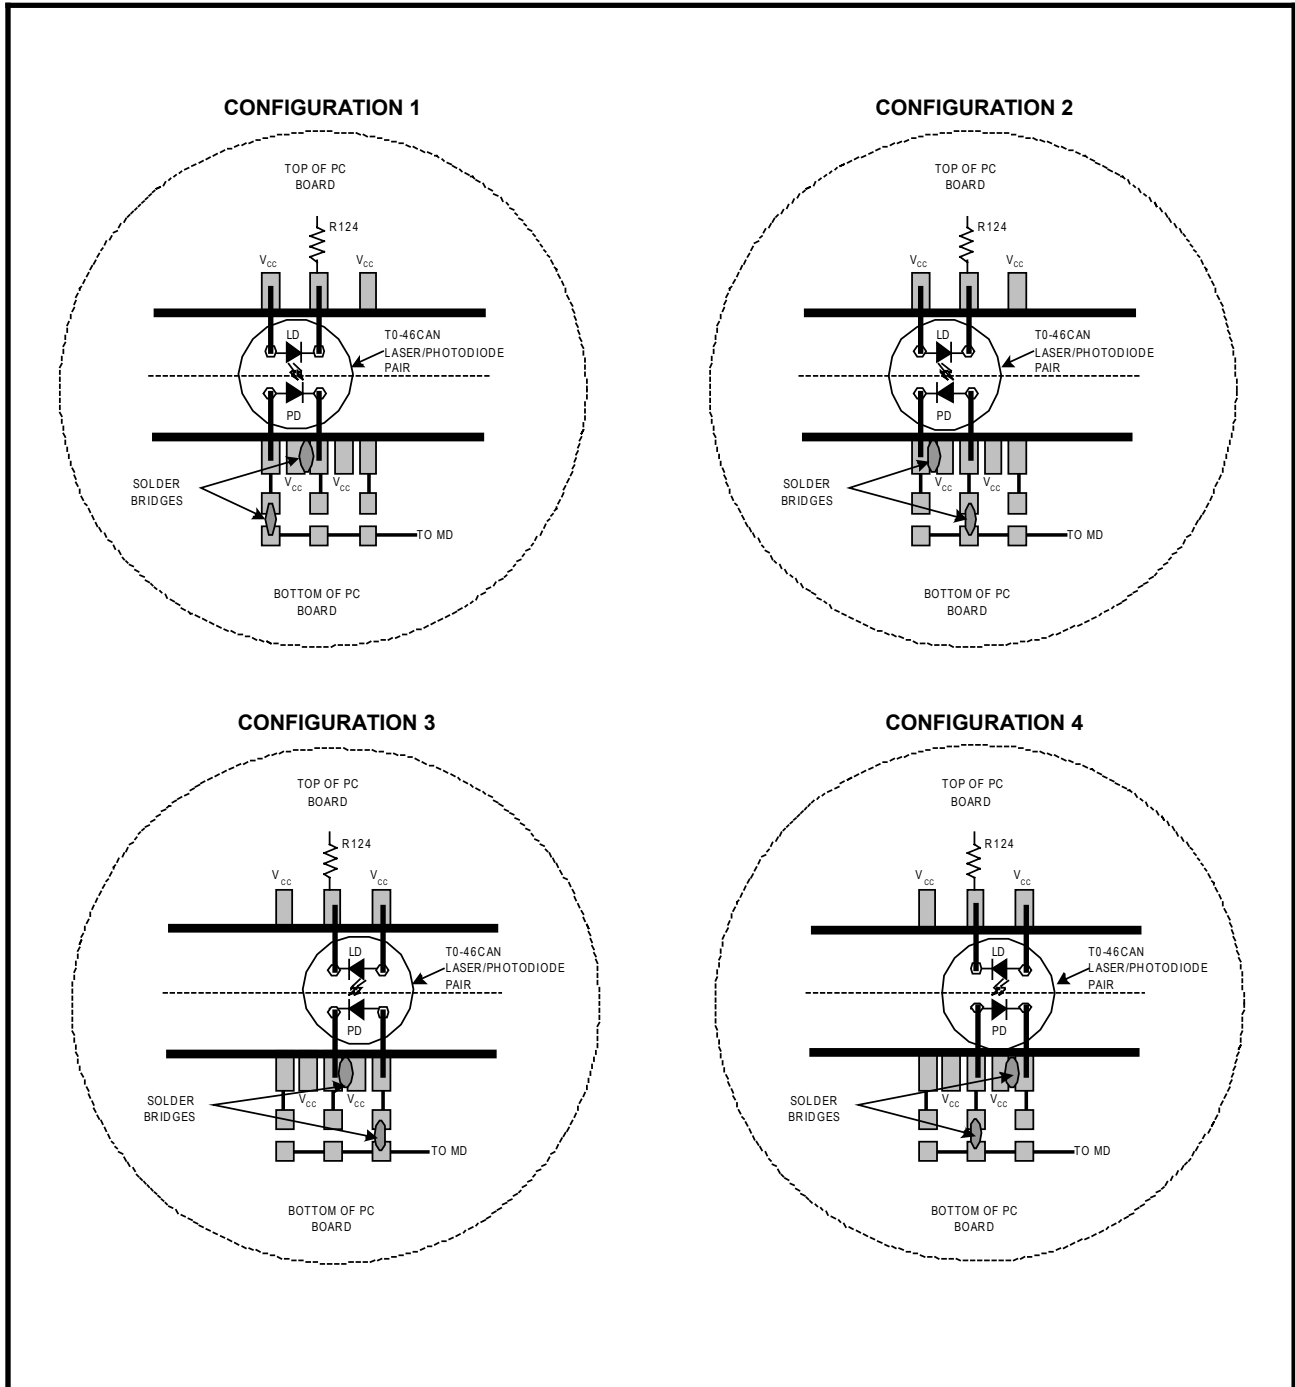 CONFIGURATION 1
TOP OF PC
BOARD
R124
VCC
VCC
LD
T0-46CAN
LASER/PHOTODIODE
PAIR
PD
SOLDER
BRIDGES
VCC
VCC
TO MD
BOTTOM OF PC
BOARD
CONFIGURATION 2
TOP OF PC
BOARD
R124
VCC
VCC
LD
T0-46CAN
LASER/PHOTODIODE
PAIR
PD
SOLDER
BRIDGES
VCC
VCC
TO MD
BOTTOM OF PC
BOARD
CONFIGURATION 3
TOP OF PC
BOARD
R124
VCC
VCC
LD
T0-46CAN
LASER/PHOTODIODE
PAIR
PD
SOLDER
BRIDGES
VCC
VCC
TO MD
BOTTOM OF PC
BOARD
CONFIGURATION 4
TOP OF PC
BOARD
R124
VCC
VCC
LD
T0-46CAN
LASER/PHOTODIODE
PAIR
PD
SOLDER
BRIDGES
VCC
VCC
TO MD
BOTTOM OF PC
BOARD